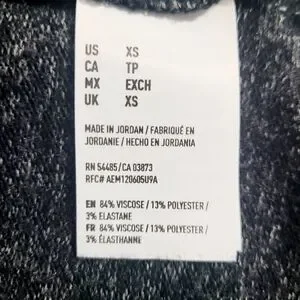 US XS
CA TP
MX EXCH
UK XS
MADE IN JORDAN / FABRIQUÉ EN
JORDANIE / HECHO EN JORDANIA
RN 54485/CA 03873
RFC# AEM120605U9A
EN 84% VISCOSE / 13% POLYESTER /
3% ELASTANE
FR 84% VISCOSE / 13% POLYESTER /
3% ÉLASTHANNE